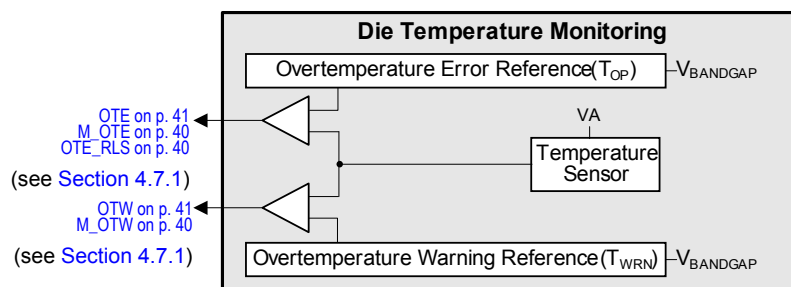 Die Temperature Monitoring
Overtemperature Error Reference(TOP)
VBANDGAP
OTE on p. 41
M_OTE on p. 40
OTE_RLS on p. 40
(see Section 4.7.1)
VA
Temperature
Sensor
OTW on p. 41
M_OTW on p. 40
(see Section 4.7.1)
Overtemperature Warning Reference(TWRN)
VBANDGAP